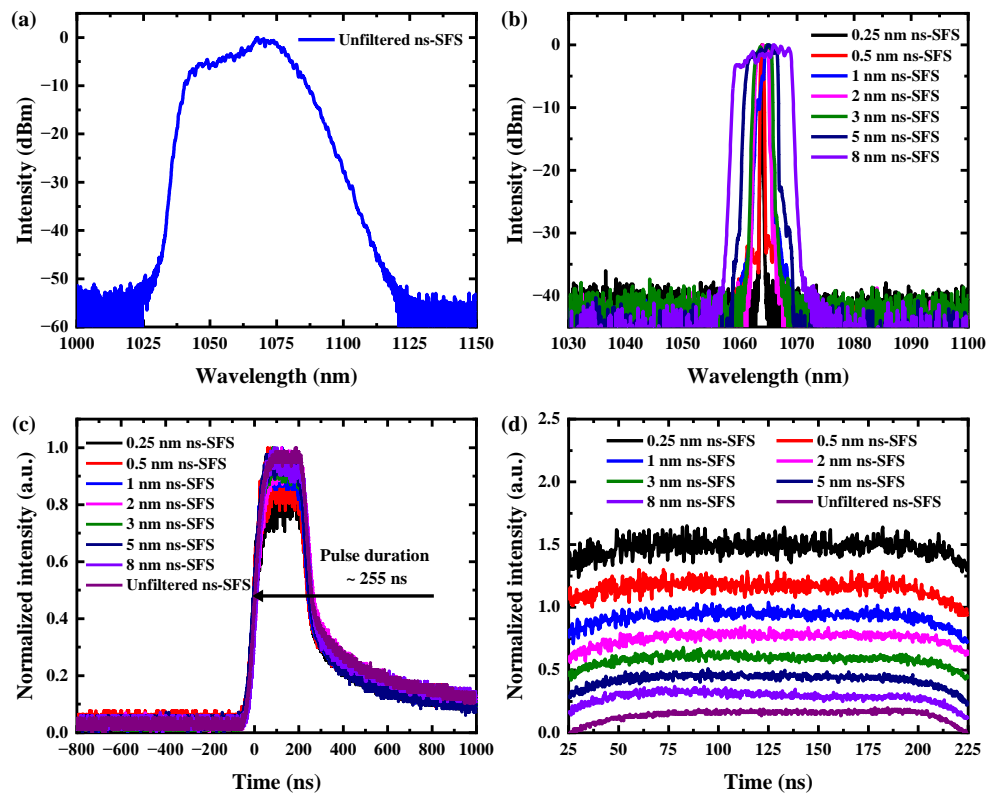 (a)
Unfiltered ns-SFS
0
−10
−20
−30
−40
−50
−60
Intensity (dBm)
1000 1025 1050 1075 1100 1125 1150
Wavelength (nm)
(b)
0.25 nm ns-SFS
0.5 nm ns-SFS
1 nm ns-SFS
2 nm ns-SFS
3 nm ns-SFS
5 nm ns-SFS
8 nm ns-SFS
0
−10
−20
−30
−40
Intensity (dBm)
1030 1040 1050 1060 1070 1080 1090 1100
Wavelength (nm)
(c)
0.25 nm ns-SFS
0.5 nm ns-SFS
1 nm ns-SFS
2 nm ns-SFS
3 nm ns-SFS
5 nm ns-SFS
8 nm ns-SFS
Unfiltered ns-SFS
Pulse duration
~ 255 ns
1.0
0.8
0.6
0.4
0.2
0.0
Normalized intensity (a.u.)
−800 −600 −400 −200 0 200 400 600 800 1000
Time (ns)
(d)
0.25 nm ns-SFS 0.5 nm ns-SFS
1 nm ns-SFS 2 nm ns-SFS
3 nm ns-SFS 5 nm ns-SFS
8 nm ns-SFS Unfiltered ns-SFS
2.5
2.0
1.5
1.0
0.5
0.0
Normalized intensity (a.u.)
25 50 75 100 125 150 175 200 225
Time (ns)